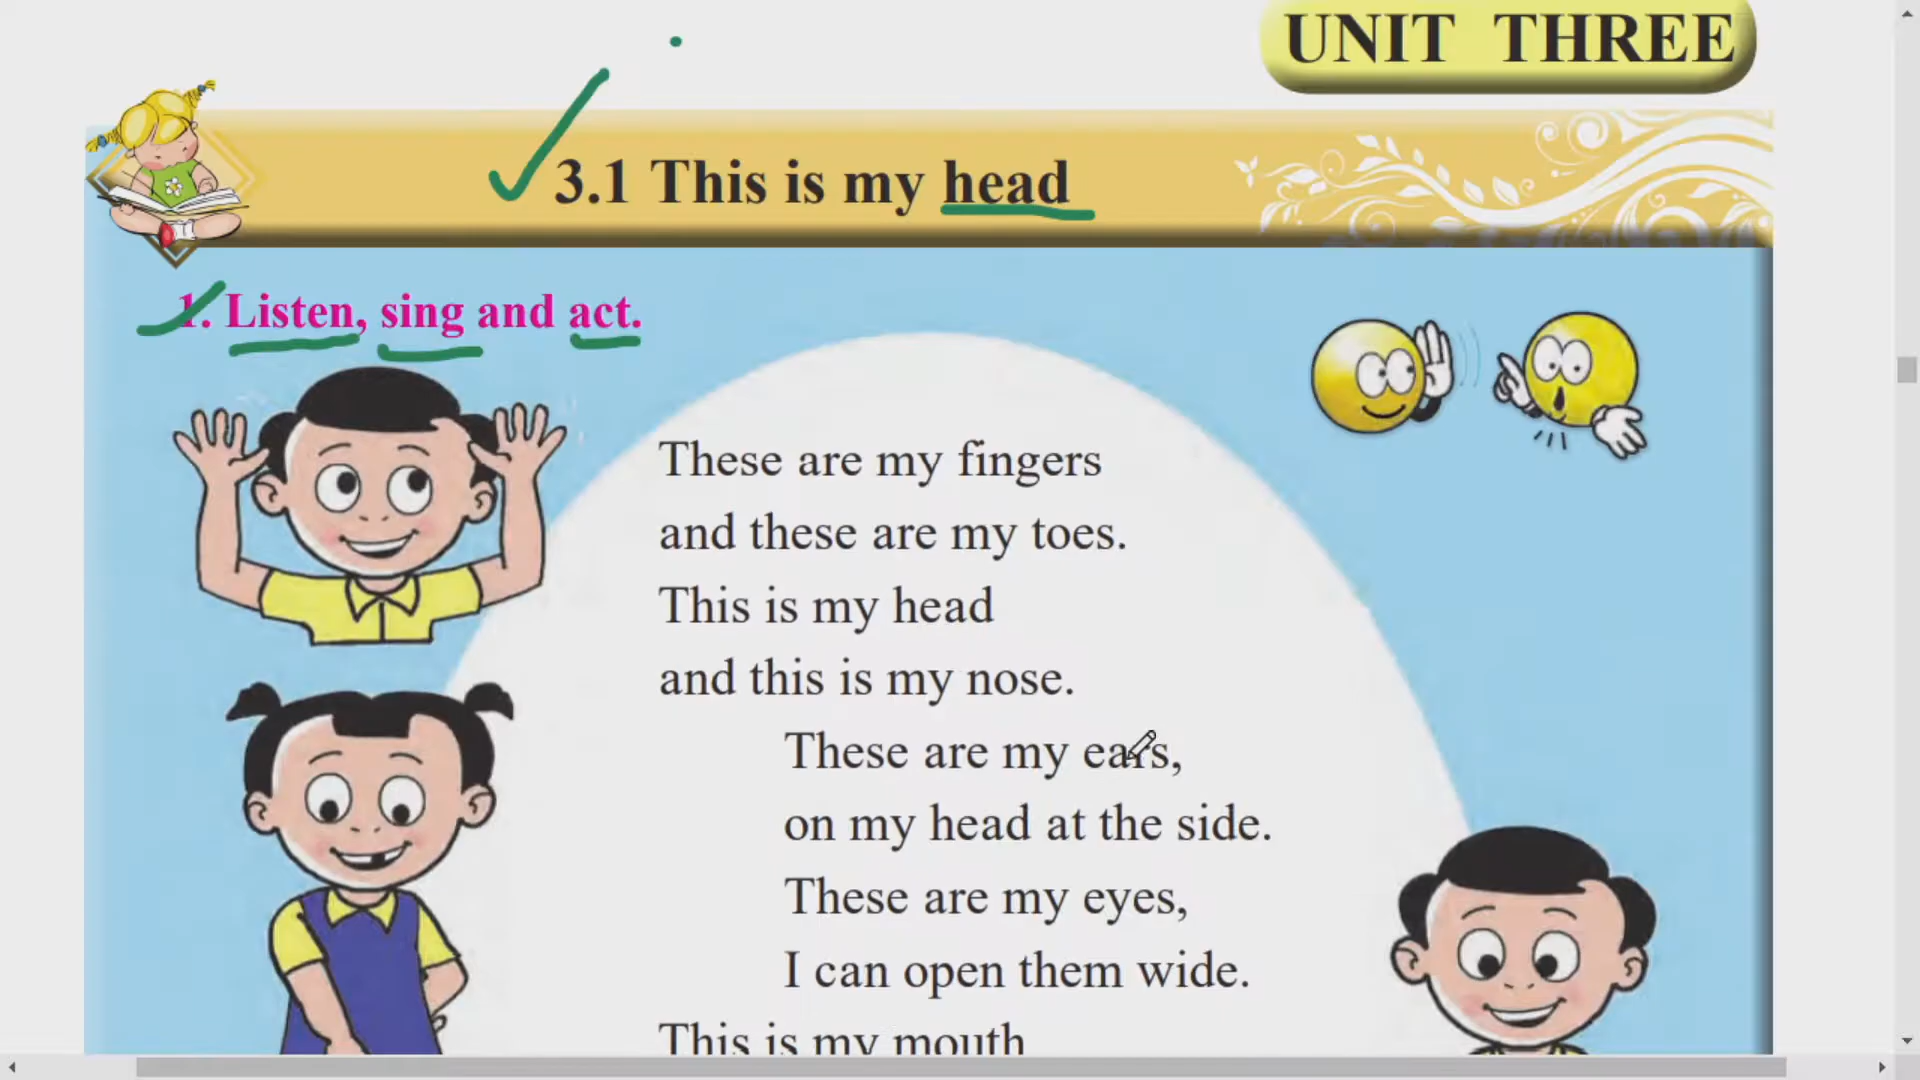 UNIT THREE
3.1 This is my head
1. Listen, sing and act.
These are my fingers
and these are my toes.
This is my head
and this is my nose.
These are my ears,
on my head at the side.
These are my eyes,
I can open them wide.
This is my mouth